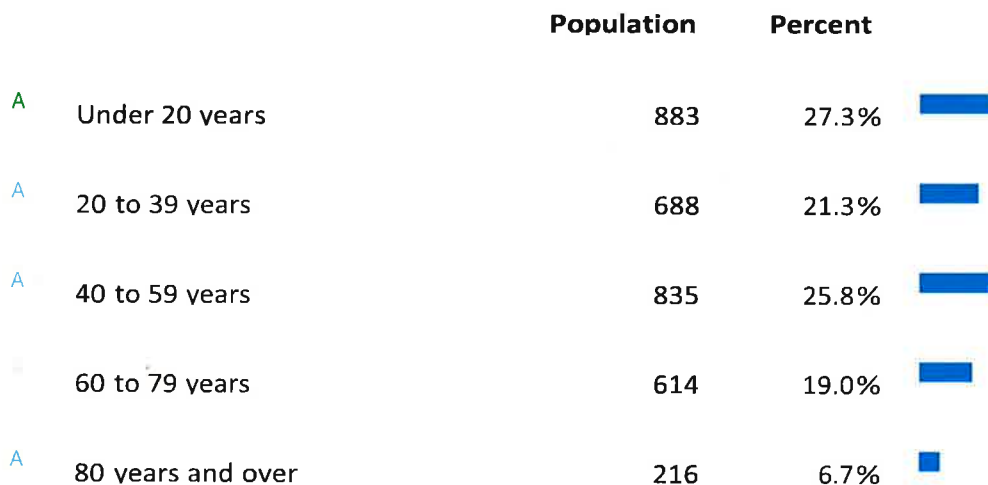 Population Percent
A Under 20 years 883 27.3%
A 20 to 39 years 688 21.3%
A 40 to 59 years 835 25.8%
60 to 79 years 614 19.0%
A 80 years and over 216 6.7%